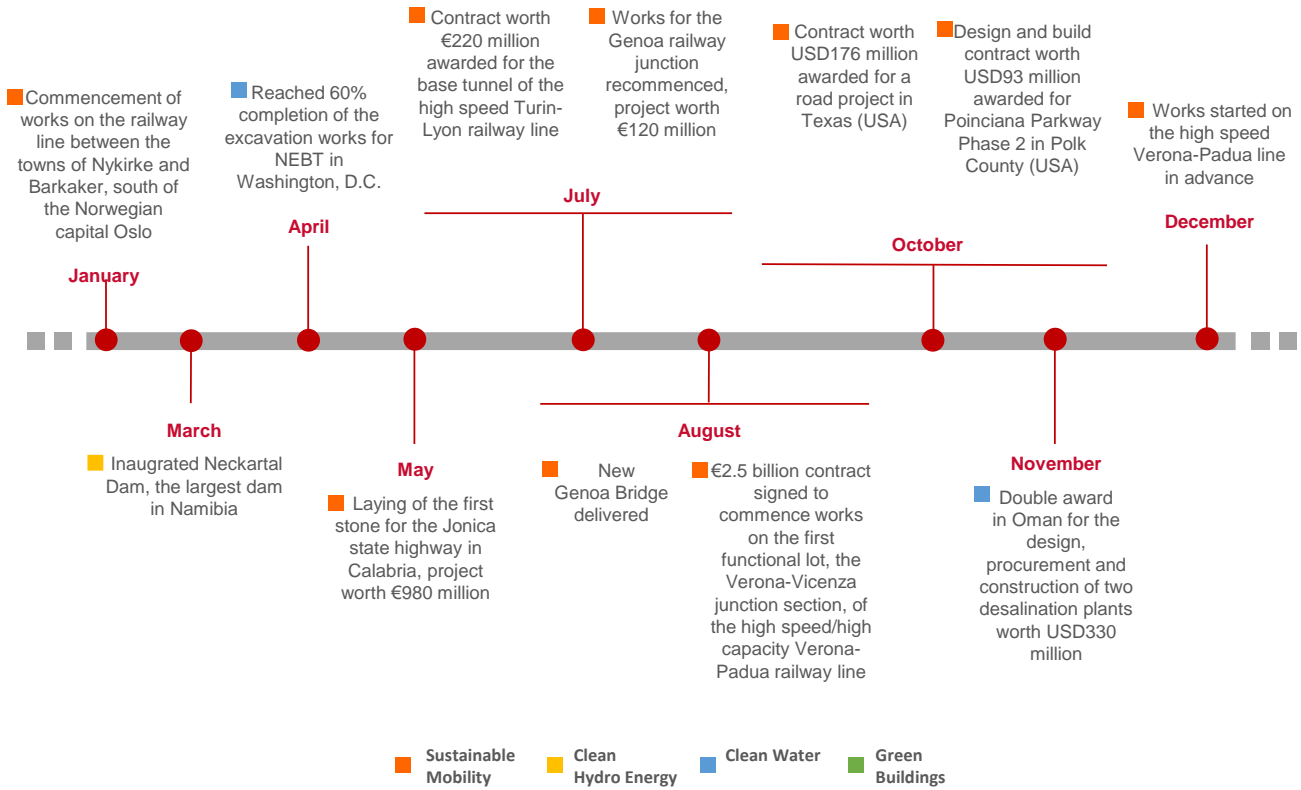 Commencement of
works on the railway
line between the
towns of Nykirke and
Barkaker, south of
the Norwegian
capital Oslo
January
Reached 60%
completion of the
excavation works for
NEBT in
Washington, D.C.
April
Contract worth
€220 million
awarded for the
base tunnel of the
high speed Turin-
Lyon railway line
Works for the
Genoa railway
junction
recommenced,
project worth
€120 million
July
Contract worth
USD176 million
awarded for a
road project in
Texas (USA)
Design and build
contract worth
USD93 million
awarded for
Poinciana Parkway
Phase 2 in Polk
County (USA)
October
Works started on
the high speed
Verona-Padua line
in advance
December
March
Inaugrated Neckartal
Dam, the largest dam
in Namibia
May
Laying of the first
stone for the Jonica
state highway in
Calabria, project
worth €980 million
August
New
Genoa Bridge
delivered
€2.5 billion contract
signed to
commence works
on the first
functional lot, the
Verona-Vicenza
junction section, of
the high speed/high
capacity Verona-
Padua railway line
November
Double award
in Oman for the
design,
procurement and
construction of two
desalination plants
worth USD330
million
Sustainable
Mobility
Clean
Hydro Energy
Clean Water
Green
Buildings